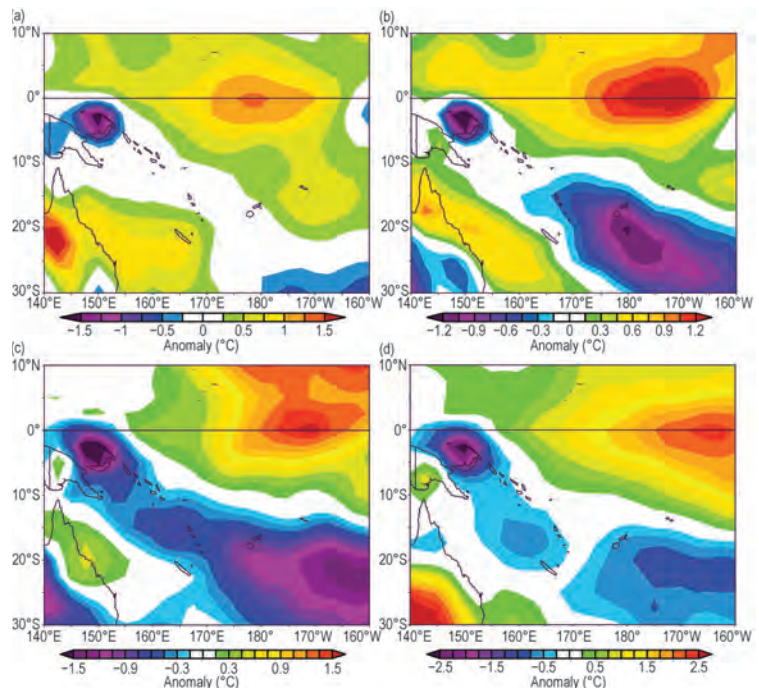 (a)
10°N
0°
10°S
20°S
30°S
140°E 150°E 160°E 170°E 180° 170°W 160°W
−1.5 −1 −0.5 0 0.5 1 1.5
Anomaly (°C)
(b)
10°N
0°
10°S
20°S
30°S
140°E 150°E 160°E 170°E 180° 170°W 160°W
−1.2 −0.9 −0.6 −0.3 0 0.3 0.6 0.9 1.2
Anomaly (°C)
(c)
10°N
0°
10°S
20°S
30°S
140°E 150°E 160°E 170°E 180° 170°W 160°W
−1.5 −0.9 −0.3 0.3 0.9 1.5
Anomaly (°C)
(d)
10°N
0°
10°S
20°S
30°S
140°E 150°E 160°E 170°E 180° 170°W 160°W
−2.5 −1.5 −0.5 0.5 1.5 2.5
Anomaly (°C)